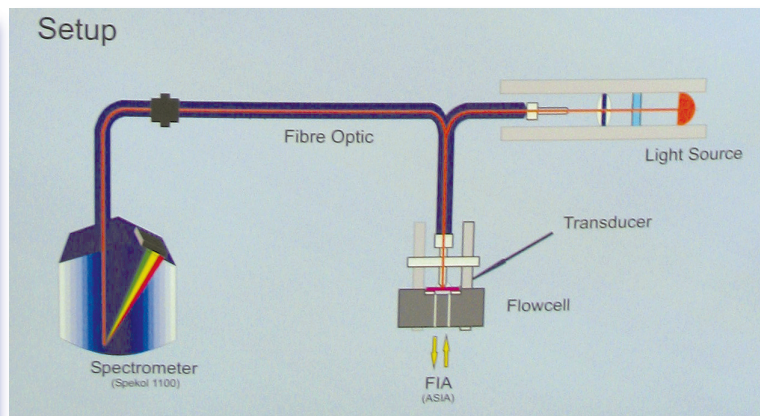 Setup
Fibre Optic
Light Source
Transducer
Flowcell
Spectrometer
(Spekol 1100)
FIA
(ASIA)